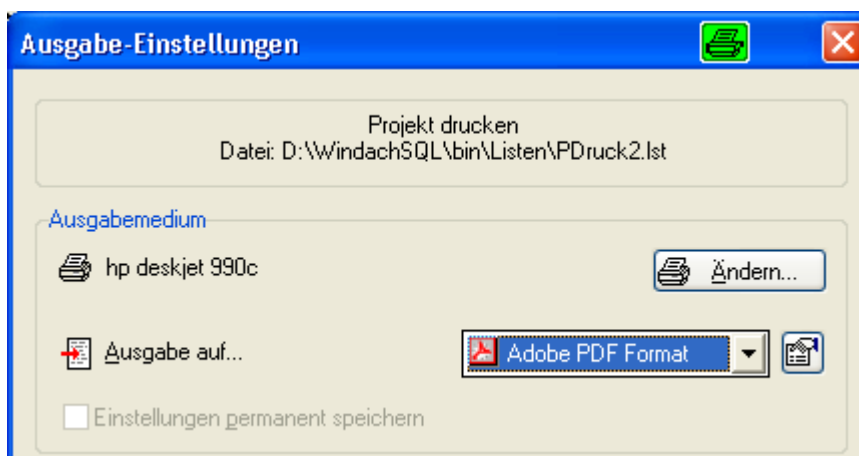 Ausgabe-Einstellungen
Projekt drucken
Datei: D:\WindachSQL\bin\Listen\PDruck2.lst
Ausgabemedium
hp deskjet 990c
Ändern...
Ausgabe auf...
Adobe PDF Format
Einstellungen permanent speichern